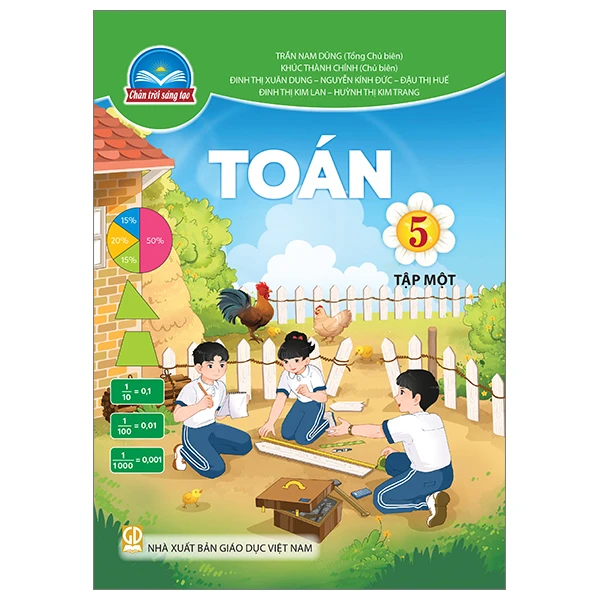 TRẦN NAM DŨNG (Tổng Chủ biên)
KHÚC THÀNH CHÍNH (Chủ biên)
ĐINH THỊ XUÂN DUNG – NGUYỄN KÍNH ĐỨC – ĐẬU THỊ HUẾ
ĐINH THỊ KIM LAN – HUỲNH THỊ KIM TRANG
Chân trời sáng tạo
TOÁN
5
TẬP MỘT
15%
20%
50%
15%
1/10 = 0,1
1/100 = 0,01
1/1000 = 0,001
GD
NHÀ XUẤT BẢN GIÁO DỤC VIỆT NAM